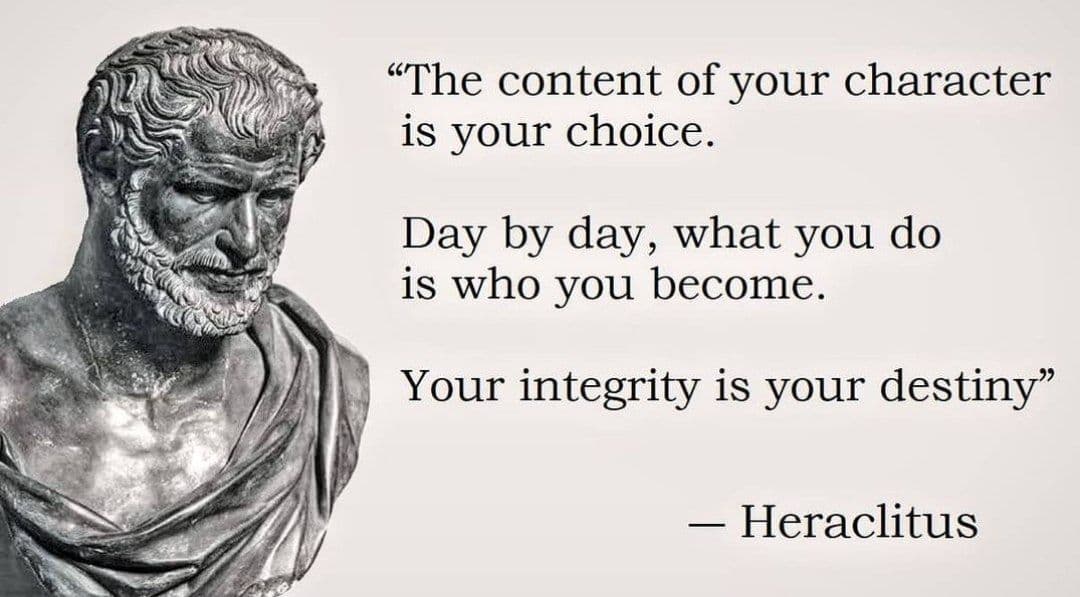 “The content of your character
is your choice.
Day by day, what you do
is who you become.
Your integrity is your destiny”
— Heraclitus